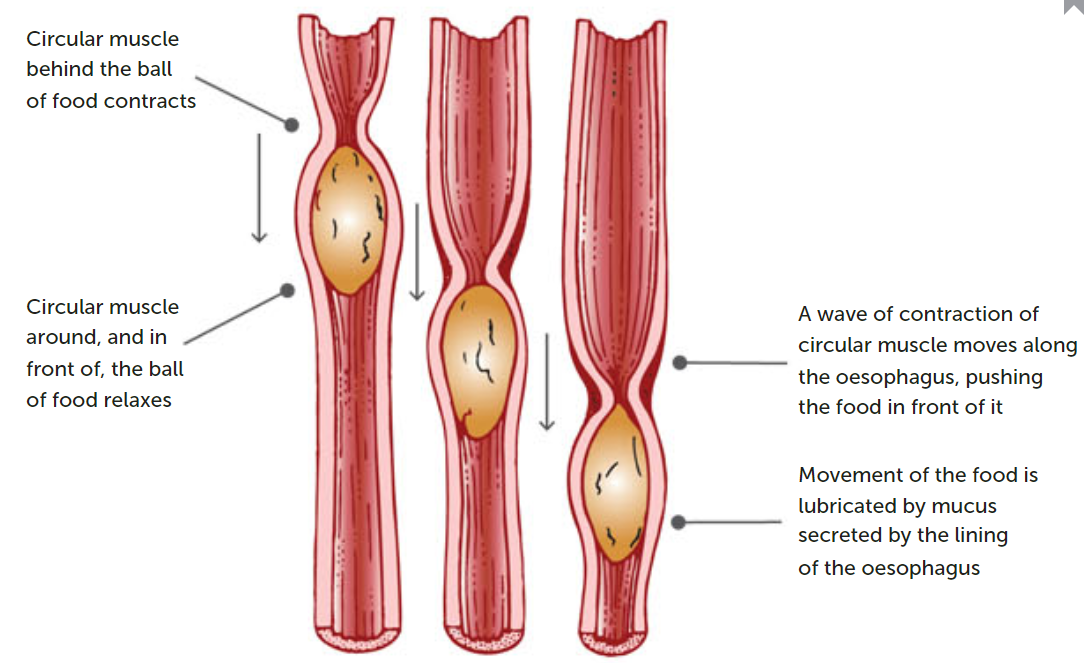 Circular muscle
behind the ball
of food contracts
Circular muscle
around, and in
front of, the ball
of food relaxes
A wave of contraction of
circular muscle moves along
the oesophagus, pushing
the food in front of it
Movement of the food is
lubricated by mucus
secreted by the lining
of the oesophagus